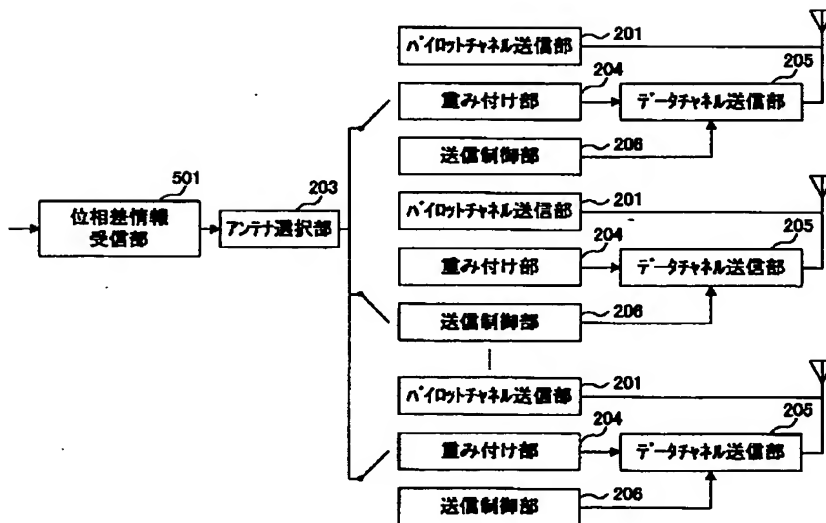 パイロットチャネル送信部
201
204
205
重み付け部
データチャネル送信部
206
送信制御部
501
203
位相差情報
受信部
アンテナ選択部
201
パイロットチャネル送信部
204
205
重み付け部
データチャネル送信部
206
送信制御部
201
パイロットチャネル送信部
204
205
重み付け部
データチャネル送信部
206
送信制御部